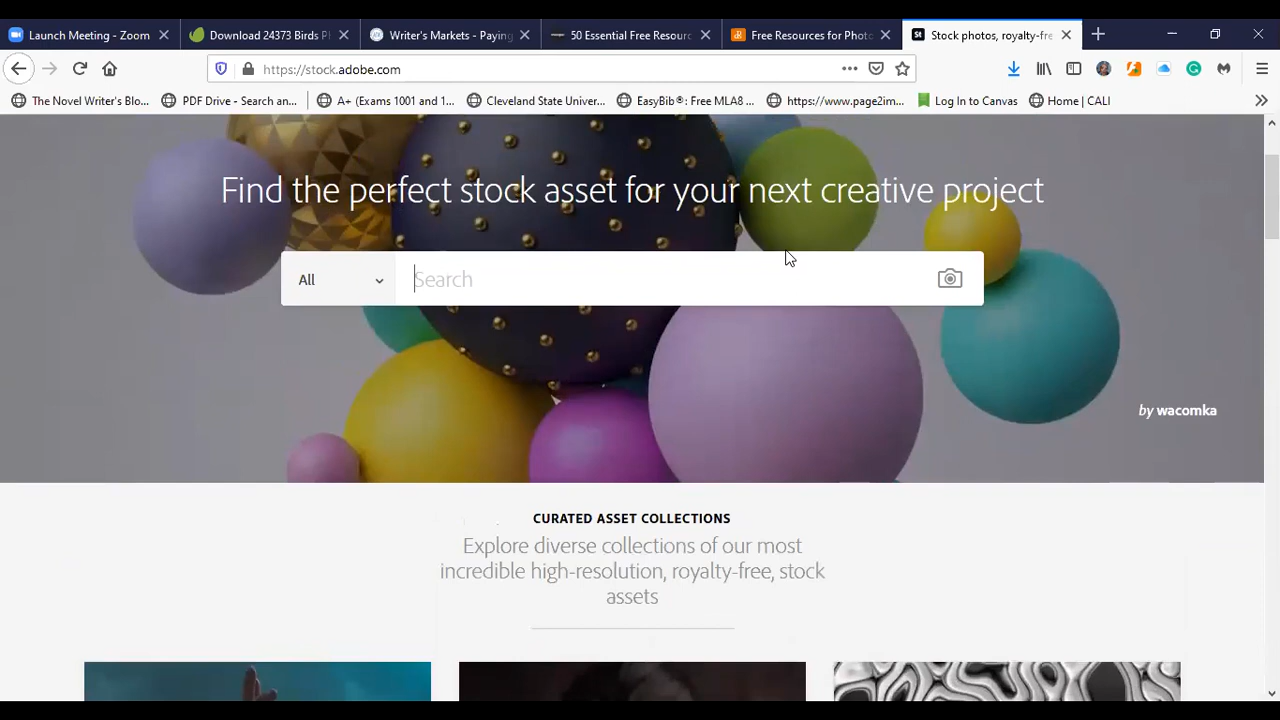 Launch Meeting - Zoom
Download 24373 Birds P
Writer's Markets - Paying
50 Essential Free Resour
Free Resources for Photo
St Stock photos, royalty-fre
https://stock.adobe.com
The Novel Writer's Blo...
PDF Drive - Search an...
A+ (Exams 1001 and 1...
Cleveland State Univer...
EasyBib®: Free MLA8 ...
https://www.page2im...
Log In to Canvas
Home | CALI
Find the perfect stock asset for your next creative project
All
Search
by wacomka
CURATED ASSET COLLECTIONS
Explore diverse collections of our most
incredible high-resolution, royalty-free, stock
assets